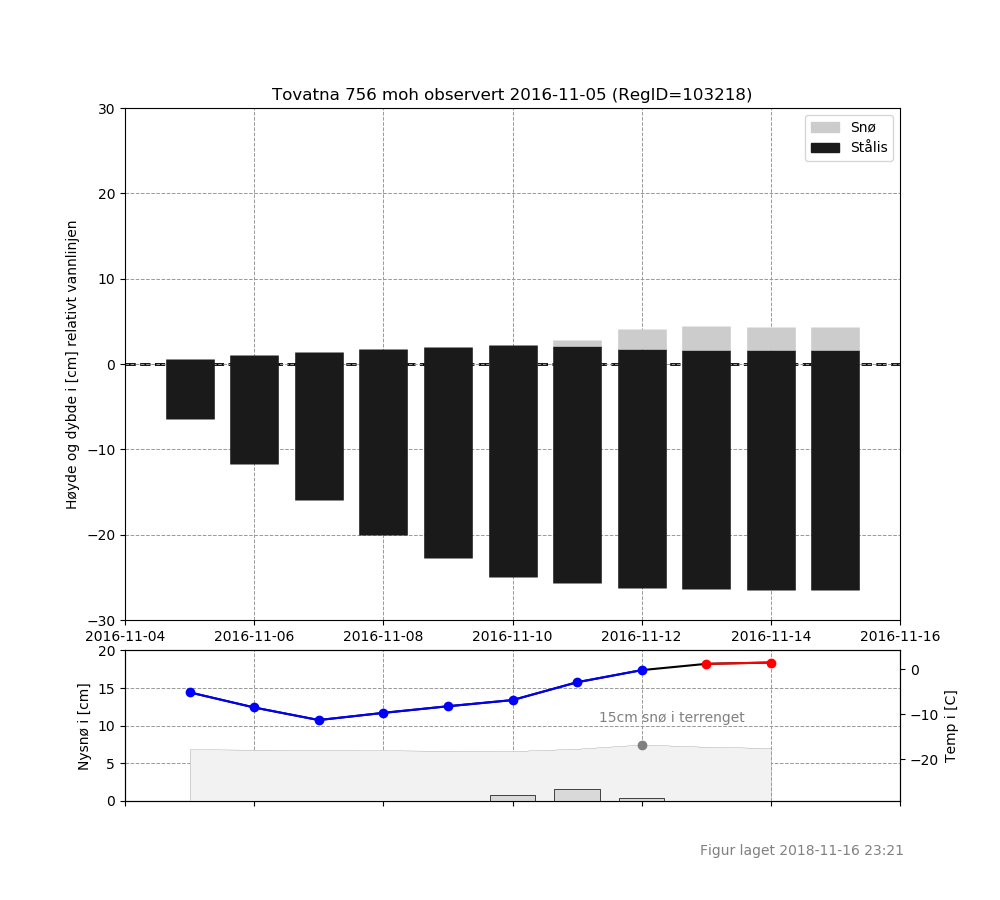 Tovatna 756 moh observert 2016-11-05 (RegID=103218)
Snø
Stålis
Høyde og dybde i [cm] relativt vannlinjen
30
20
10
0
−10
−20
−30
2016-11-04 2016-11-06 2016-11-08 2016-11-10 2016-11-12 2016-11-14 2016-11-16
Nysnø i [cm]
20
15
10
5
0
15cm snø i terrenget
0
−10
−20
Temp i [C]
Figur laget 2018-11-16 23:21